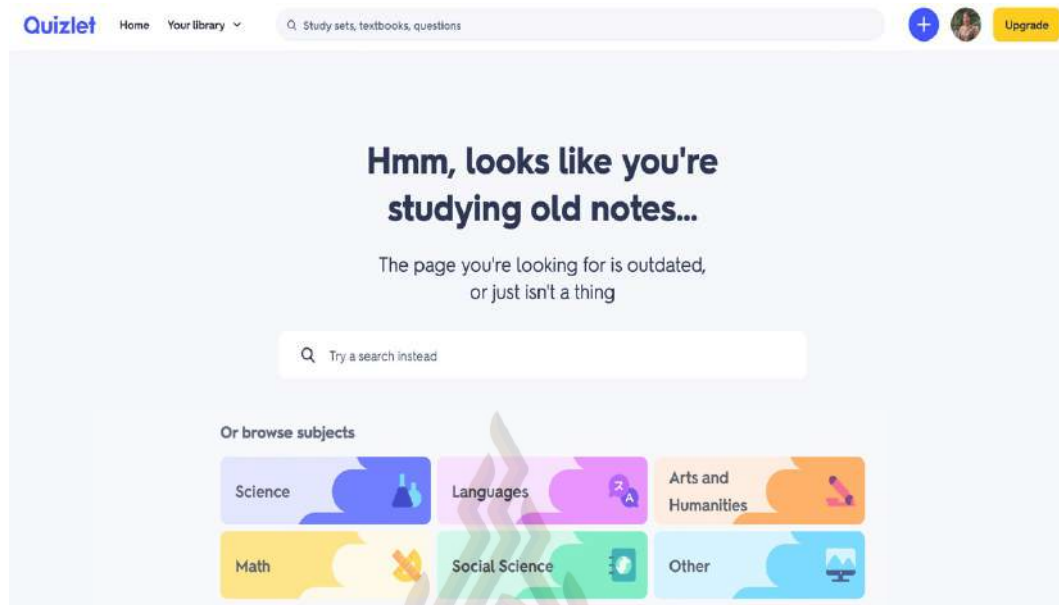 Quizlet
Home
Your library
Study sets, textbooks, questions
Upgrade
Hmm, looks like you're
studying old notes...
The page you're looking for is outdated,
or just isn't a thing
Try a search instead
Or browse subjects
Science
Languages
Arts and
Humanities
Math
Social Science
Other